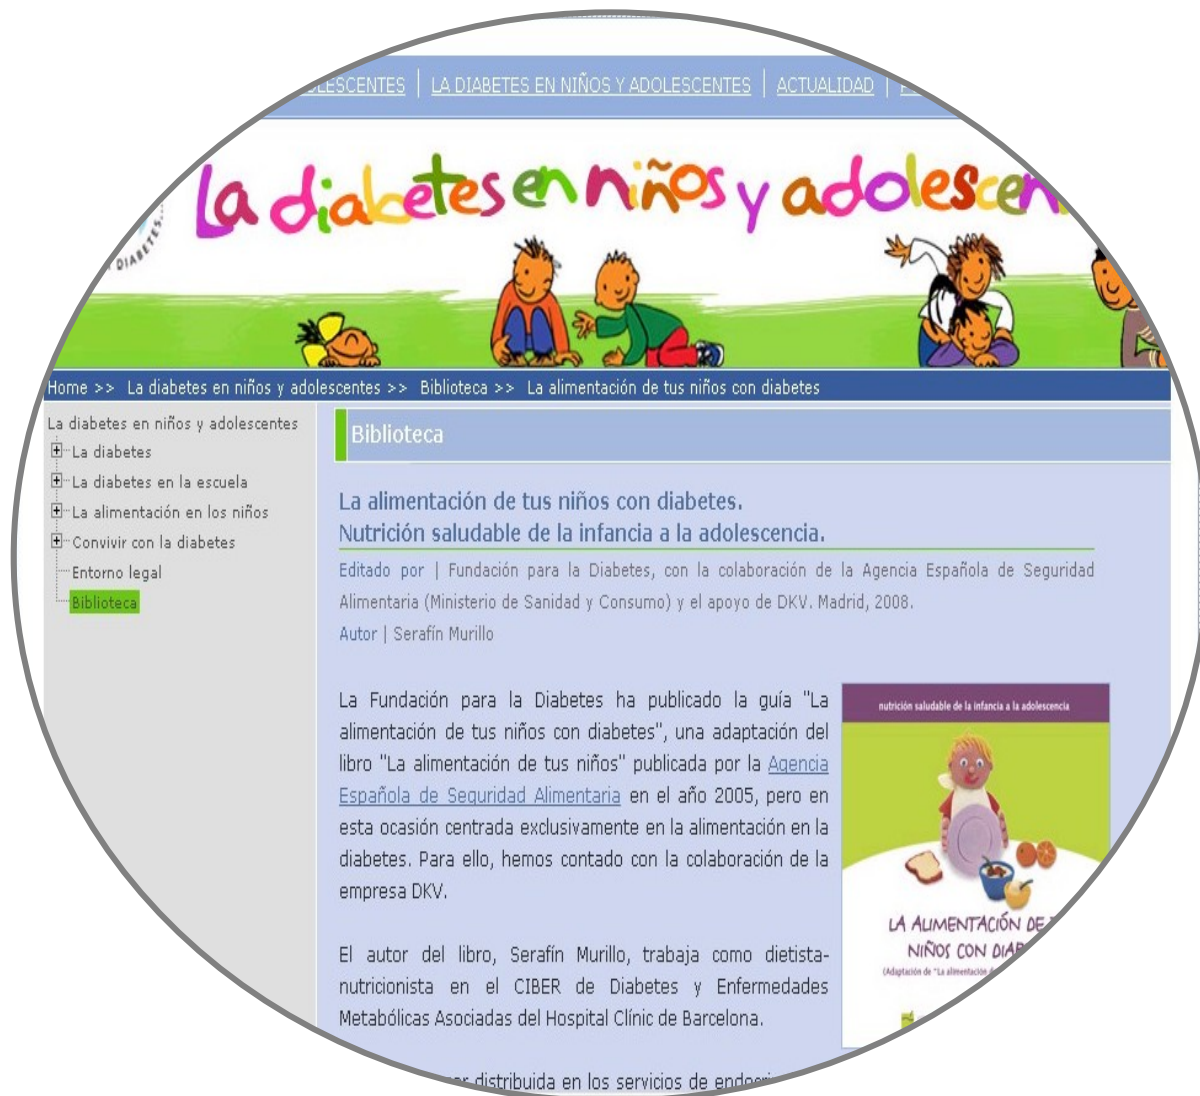 LA DIABETES EN NIÑOS Y ADOLESCENTES | ACTUALIDAD |
La diabetes en niños y
DIABETES.
Home >> La diabetes en niños y adolescentes >> Biblioteca >> La alimentación de tus niños con diabetes
La diabetes en niños y adolescentes
La diabetes
La diabetes en la escuela
La alimentación en los niños
Convivir con la diabetes
Entorno legal
Biblioteca
Biblioteca
La alimentación de tus niños con diabetes.
Nutrición saludable de la infancia a la adolescencia.
Editado por | Fundación para la Diabetes, con la colaboración de la Agencia Española de Seguridad
Alimentaria (Ministerio de Sanidad y Consumo) y el apoyo de DKV. Madrid, 2008.
Autor | Serafín Murillo
La Fundación para la Diabetes ha publicado la guía "La
alimentación de tus niños con diabetes", una adaptación del
libro "La alimentación de tus niños" publicada por la Agencia
Española de Seguridad Alimentaria en el año 2005, pero en
esta ocasión centrada exclusivamente en la alimentación en la
diabetes. Para ello, hemos contado con la colaboración de la
empresa DKV.
El autor del libro, Serafín Murillo, trabaja como dietista-
nutricionista en el CIBER de Diabetes y Enfermedades
Metabólicas Asociadas del Hospital Clínic de Barcelona.
distribuida en los servicios de
nutrición saludable de la infancia a la adolescencia
LA ALIMENTACIÓN DE
NIÑOS CON
(Adaptación de "La alimentación